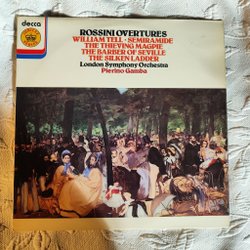 DECCA
ROSSINI OVERTURES
WILLIAM TELL · SEMIRAMIDE
THE THIEVING MAGPIE
THE BARBER OF SEVILLE
THE SILKEN LADDER
London Symphony Orchestra
Pierino Gamba